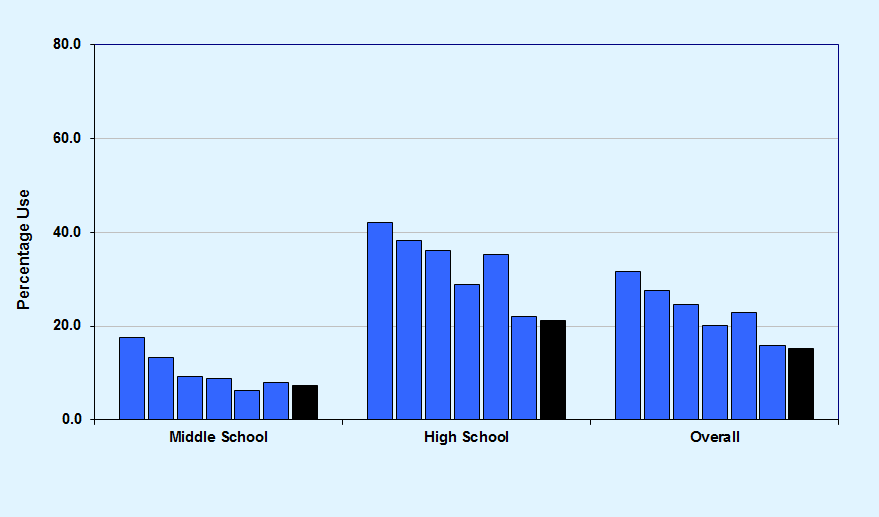 80.0
60.0
40.0
20.0
0.0
Percentage Use
Middle School
High School
Overall